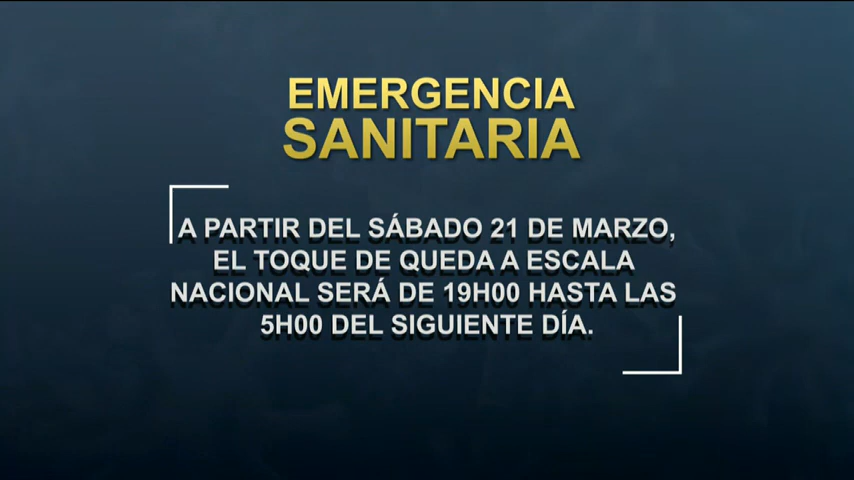 EMERGENCIA
SANITARIA
A PARTIR DEL SÁBADO 21 DE MARZO,
EL TOQUE DE QUEDA A ESCALA
NACIONAL SERÁ DE 19H00 HASTA LAS
5H00 DEL SIGUIENTE DÍA.